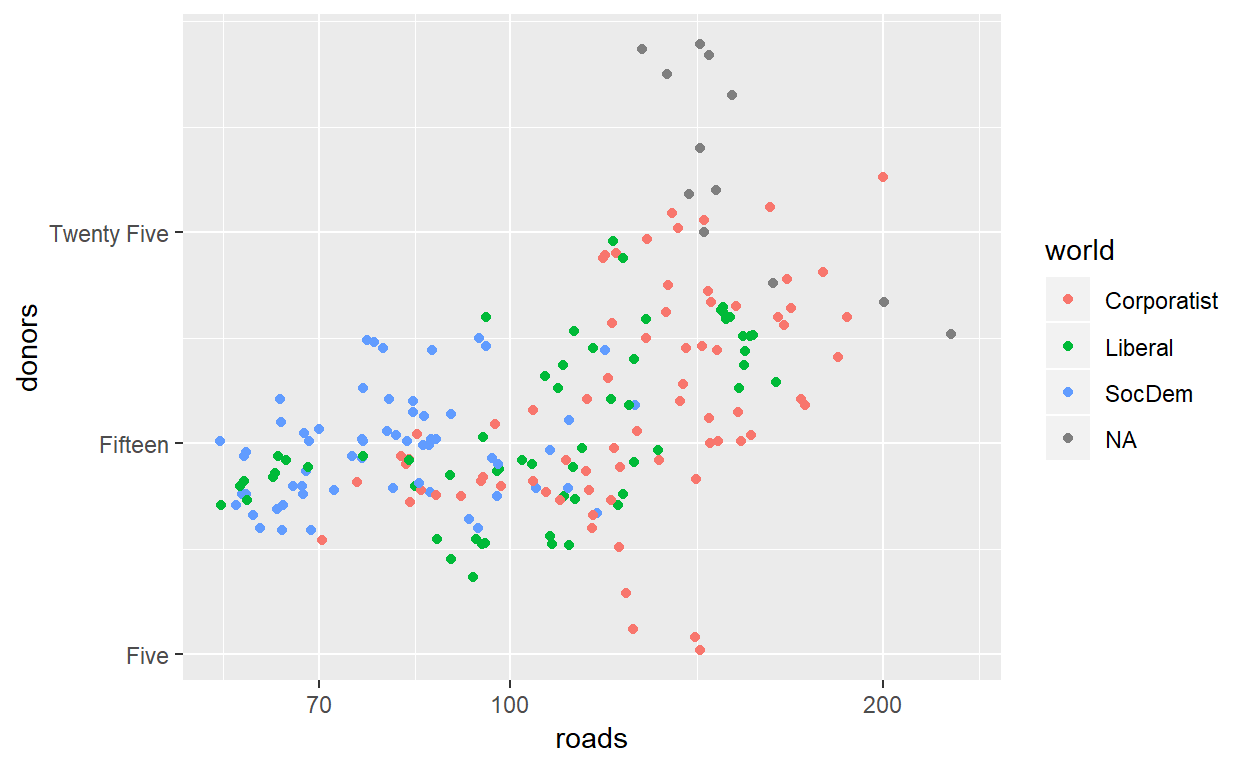 Twenty Five
Fifteen
Five
donors
70
100
200
roads
world
Corporatist
Liberal
SocDem
NA